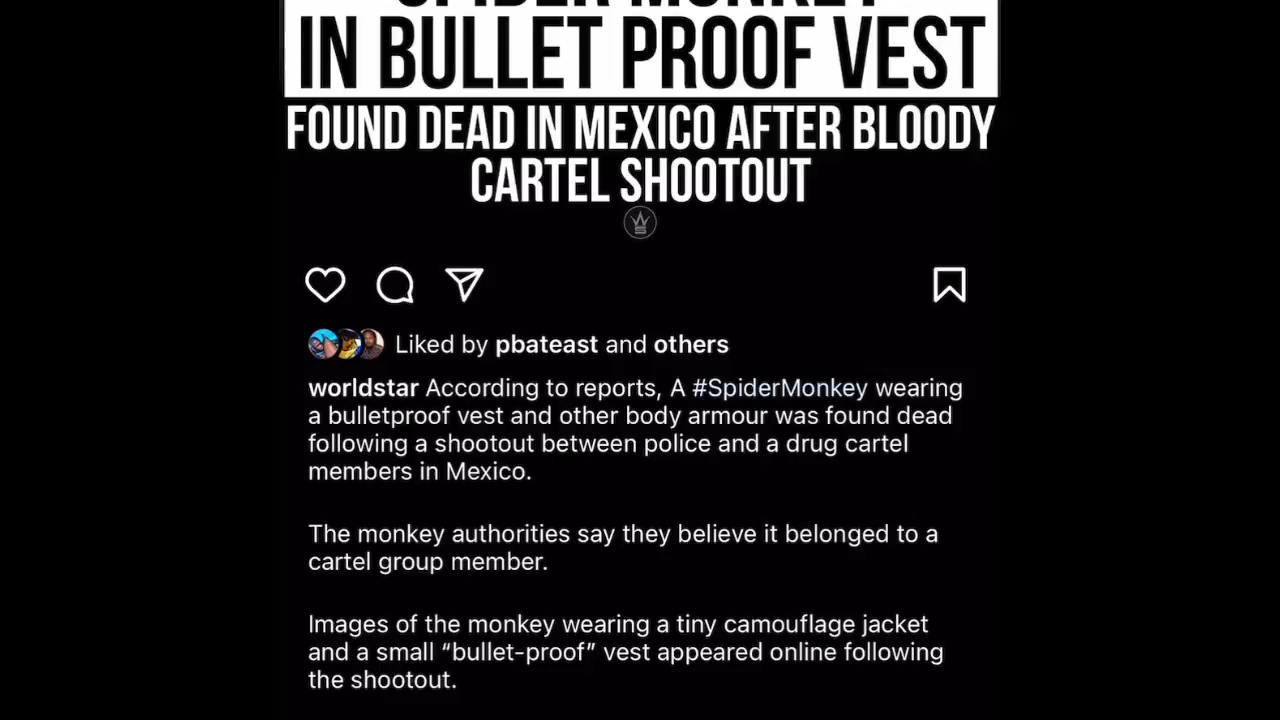 SPIDER MONKEY
IN BULLET PROOF VEST
FOUND DEAD IN MEXICO AFTER BLOODY
CARTEL SHOOTOUT
Liked by pbateast and others
worldstar According to reports, A #SpiderMonkey wearing
a bulletproof vest and other body armour was found dead
following a shootout between police and a drug cartel
members in Mexico.
The monkey authorities say they believe it belonged to a
cartel group member.
Images of the monkey wearing a tiny camouflage jacket
and a small “bullet-proof” vest appeared online following
the shootout.